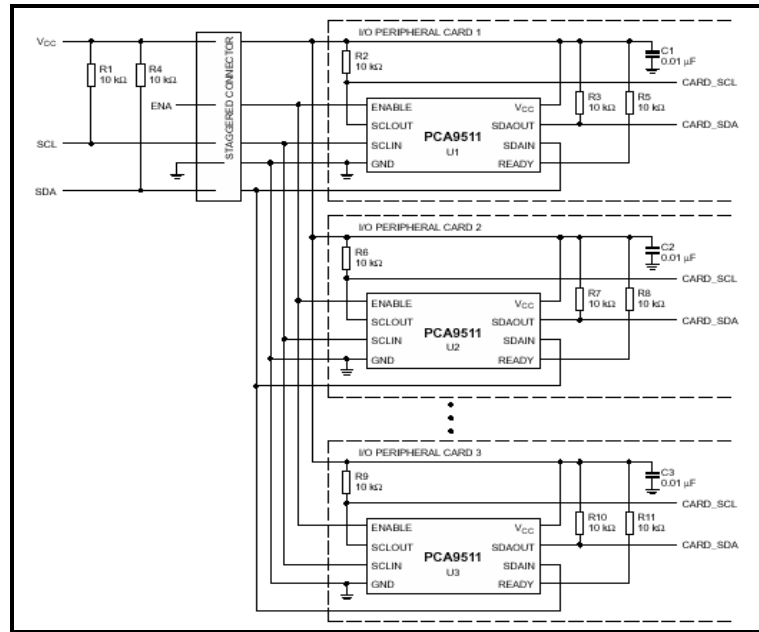 I/O PERIPHERAL CARD 1
VCC
R1
10 kΩ
R4
10 kΩ
ENA
SCL
SDA
STAGGERED CONNECTOR
R2
10 kΩ
C1
0.01 µF
CARD_SCL
R3
10 kΩ
R5
10 kΩ
CARD_SDA
ENABLE
VCC
SCLOUT
SDAOUT
PCA9511
U1
SCLIN
SDAIN
GND
READY
I/O PERIPHERAL CARD 2
R6
10 kΩ
C2
0.01 µF
CARD_SCL
R7
10 kΩ
R8
10 kΩ
CARD_SDA
ENABLE
VCC
SCLOUT
SDAOUT
PCA9511
U2
SCLIN
SDAIN
GND
READY
I/O PERIPHERAL CARD 3
R9
10 kΩ
C3
0.01 µF
CARD_SCL
R10
10 kΩ
R11
10 kΩ
CARD_SDA
ENABLE
VCC
SCLOUT
SDAOUT
PCA9511
U3
SCLIN
SDAIN
GND
READY